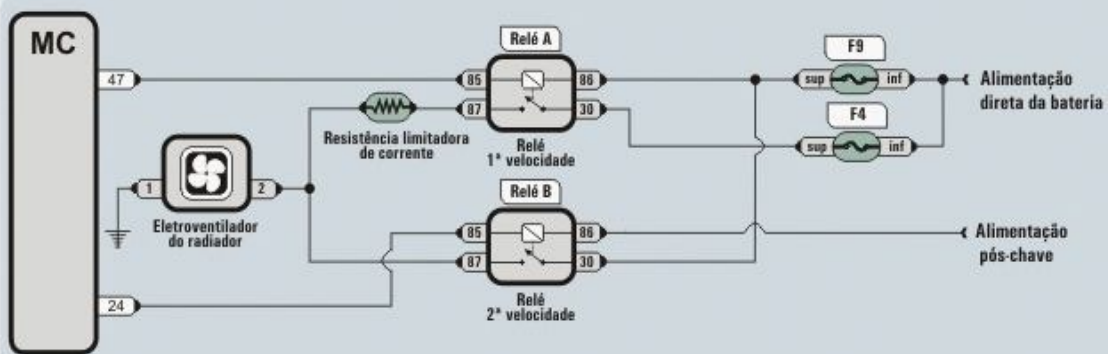 MC
47
24
1
2
Eletroventilador
do radiador
Resistência limitadora
de corrente
Relé A
85
86
87
30
Relé
1ª velocidade
Relé B
85
86
87
30
Relé
2ª velocidade
F9
sup
inf
F4
sup
inf
Alimentação
direta da bateria
Alimentação
pós-chave